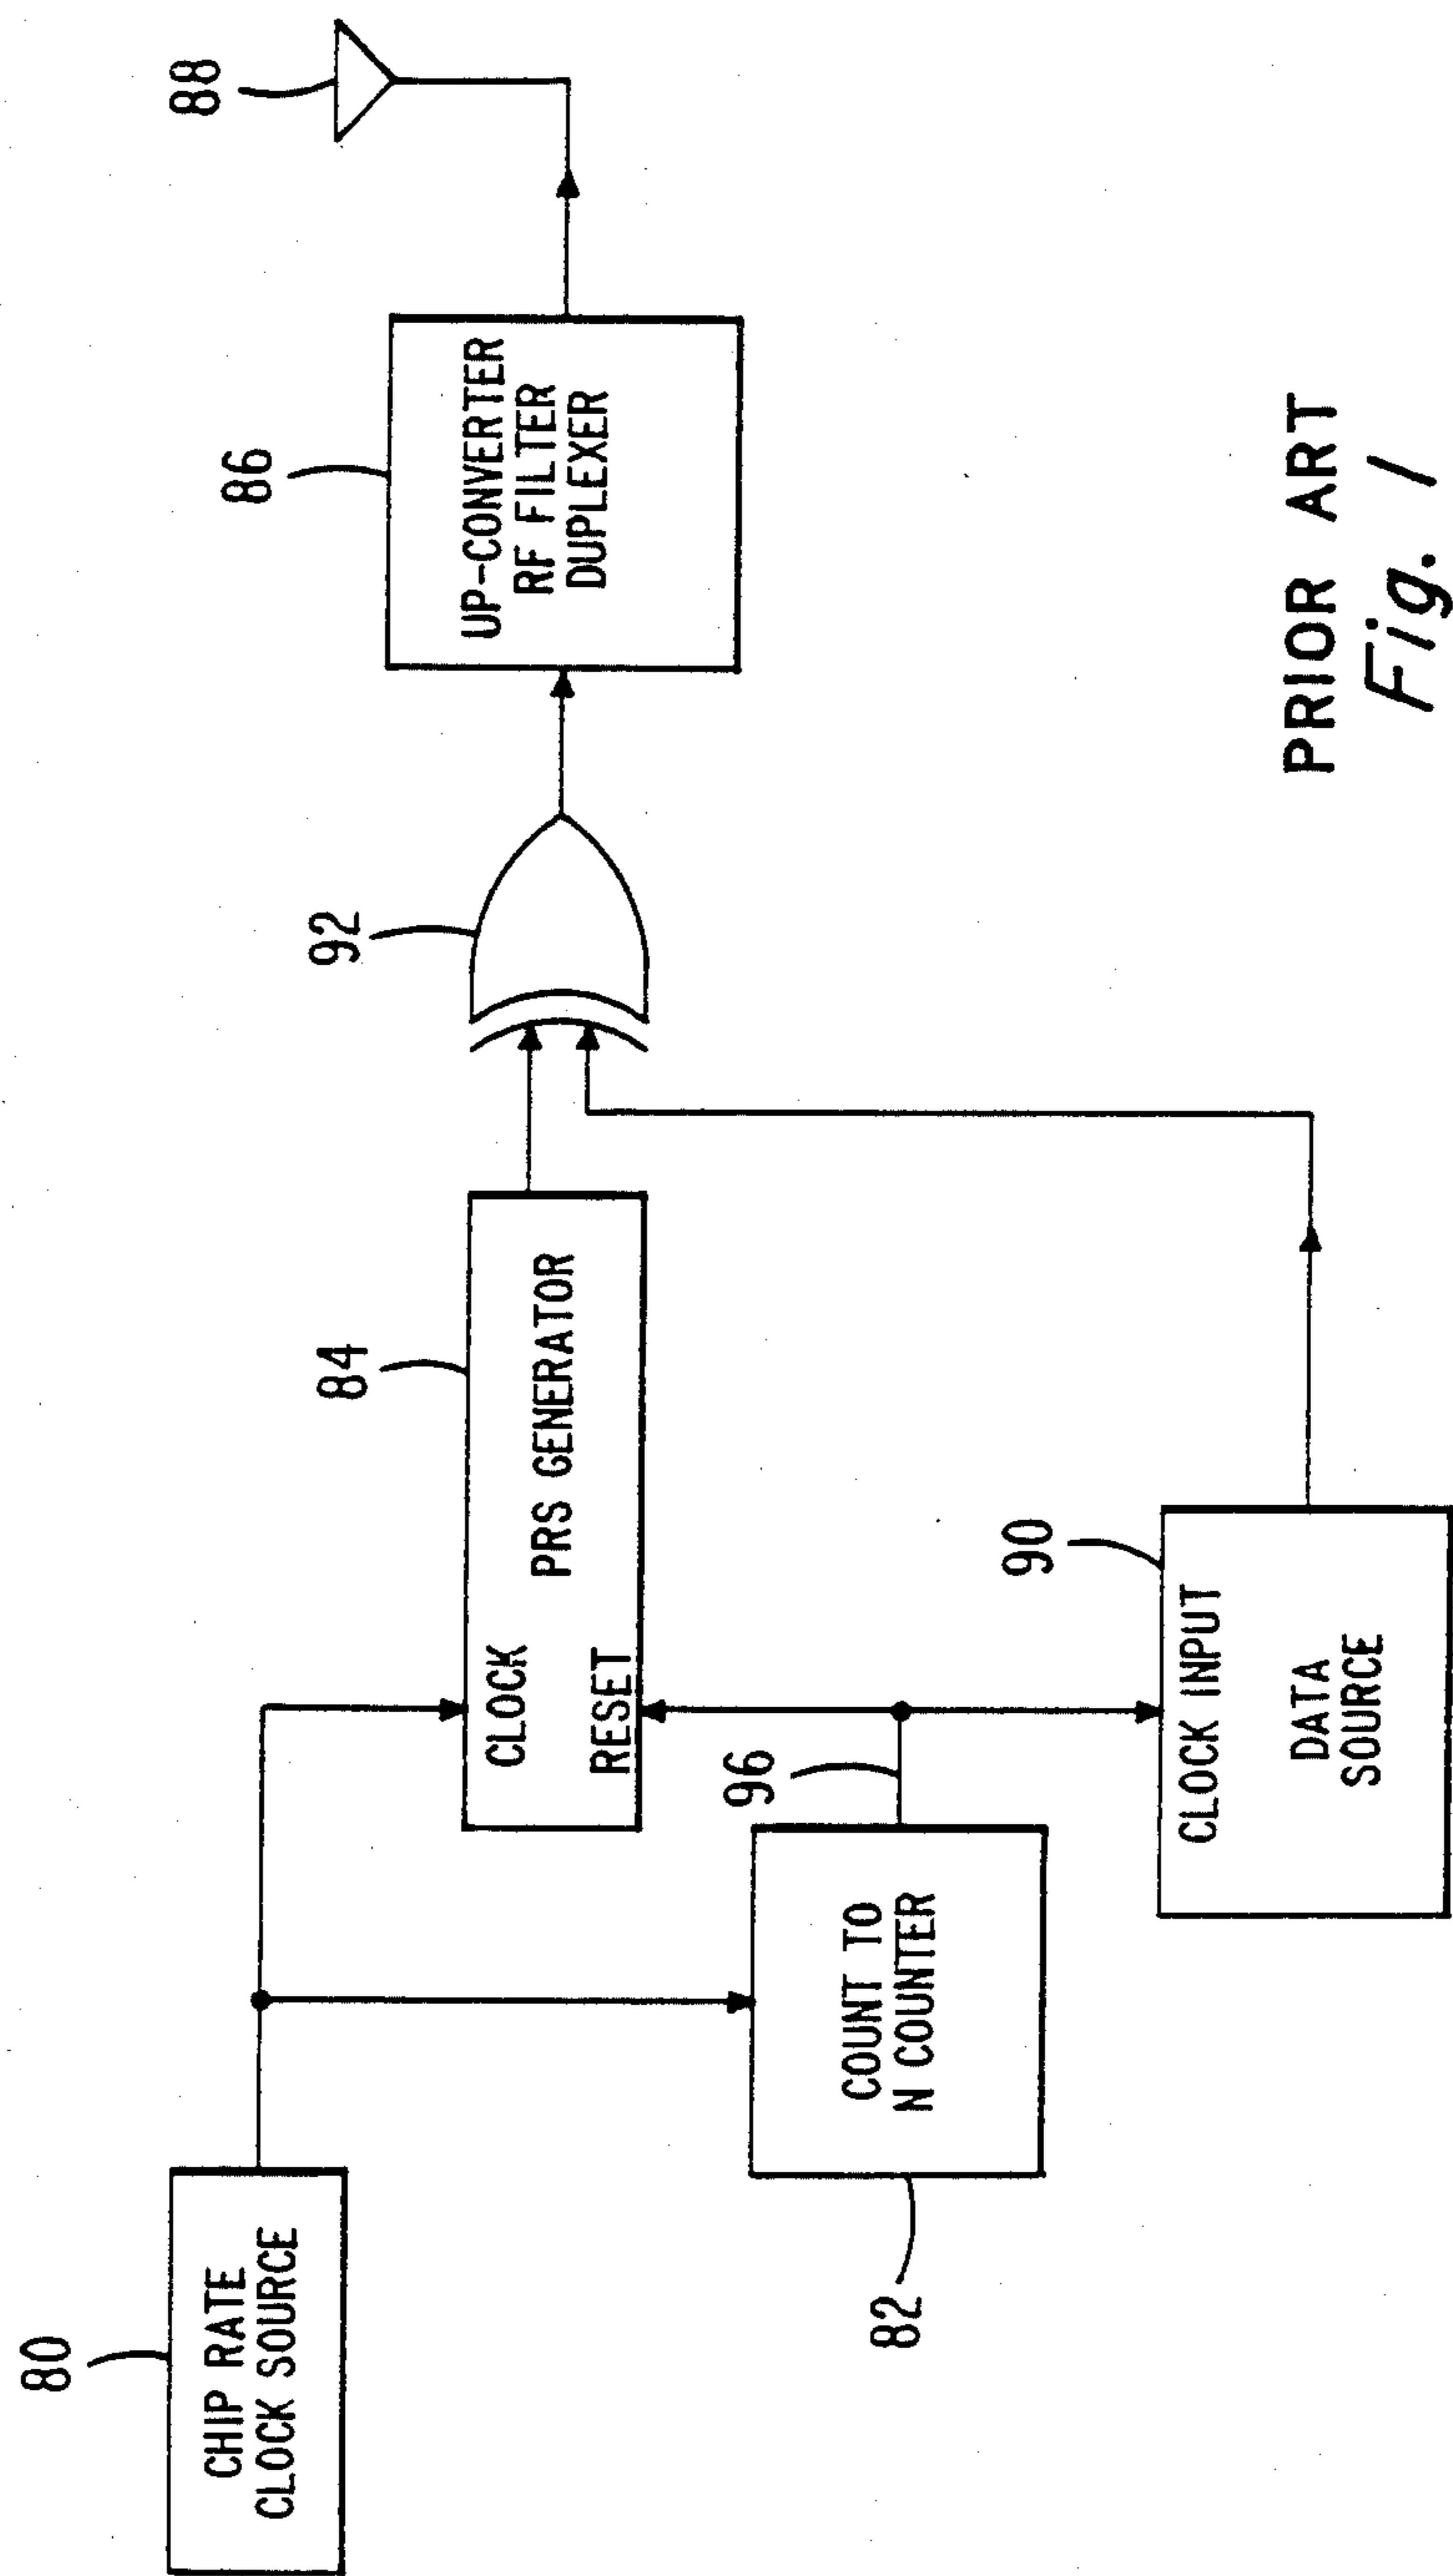 80
CHIP RATE
CLOCK SOURCE
82
COUNT TO
N COUNTER
96
84
CLOCK
PRS GENERATOR
RESET
90
CLOCK INPUT
DATA
SOURCE
92
86
UP-CONVERTER
RF FILTER
DUPLEXER
88
PRIOR ART
Fig. 1